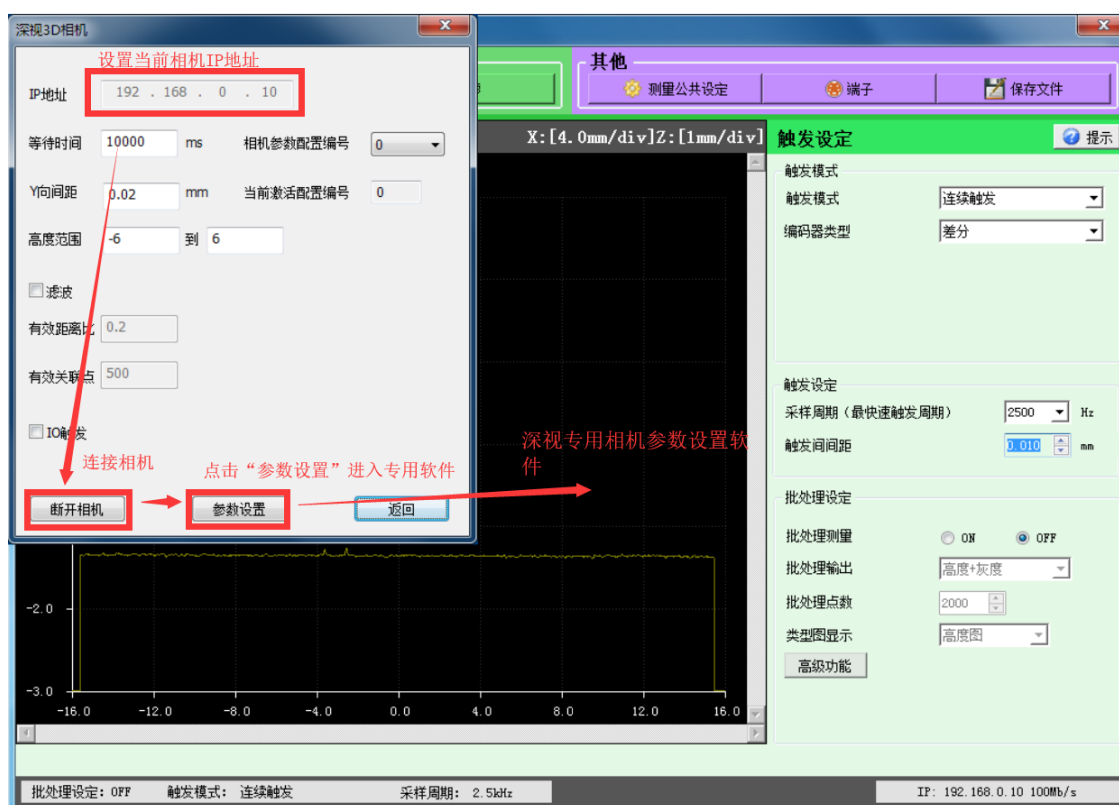 深视3D相机
设置当前相机IP地址
IP地址
192 . 168 . 0 . 10
等待时间 10000 ms 相机参数配置编号 0
Y向间距 0.02 mm 当前激活配置编号 0
高度范围 -6 到 6
滤波
有效距离比 0.2
有效关联点 500
IO触发
连接相机
点击“参数设置”进入专用软件
断开相机 参数设置 返回
其他
测量公共设定 端子 保存文件
X:[4.0mm/div]Z:[1mm/div]
深视专用相机参数设置软
件
-2.0
-3.0
-16.0 -12.0 -8.0 -4.0 0.0 4.0 8.0 12.0 16.0
触发设定 提示
触发模式
触发模式 连续触发
编码器类型 差分
触发设定
采样周期（最快速触发周期） 2500 Hz
触发间间距 0.010 mm
批处理设定
批处理测量 ON OFF
批处理输出 高度+灰度
批处理点数 2000
类型图显示 高度图
高级功能
批处理设定: OFF 触发模式: 连续触发 采样周期: 2.5kHz IP: 192.168.0.10 100Mb/s